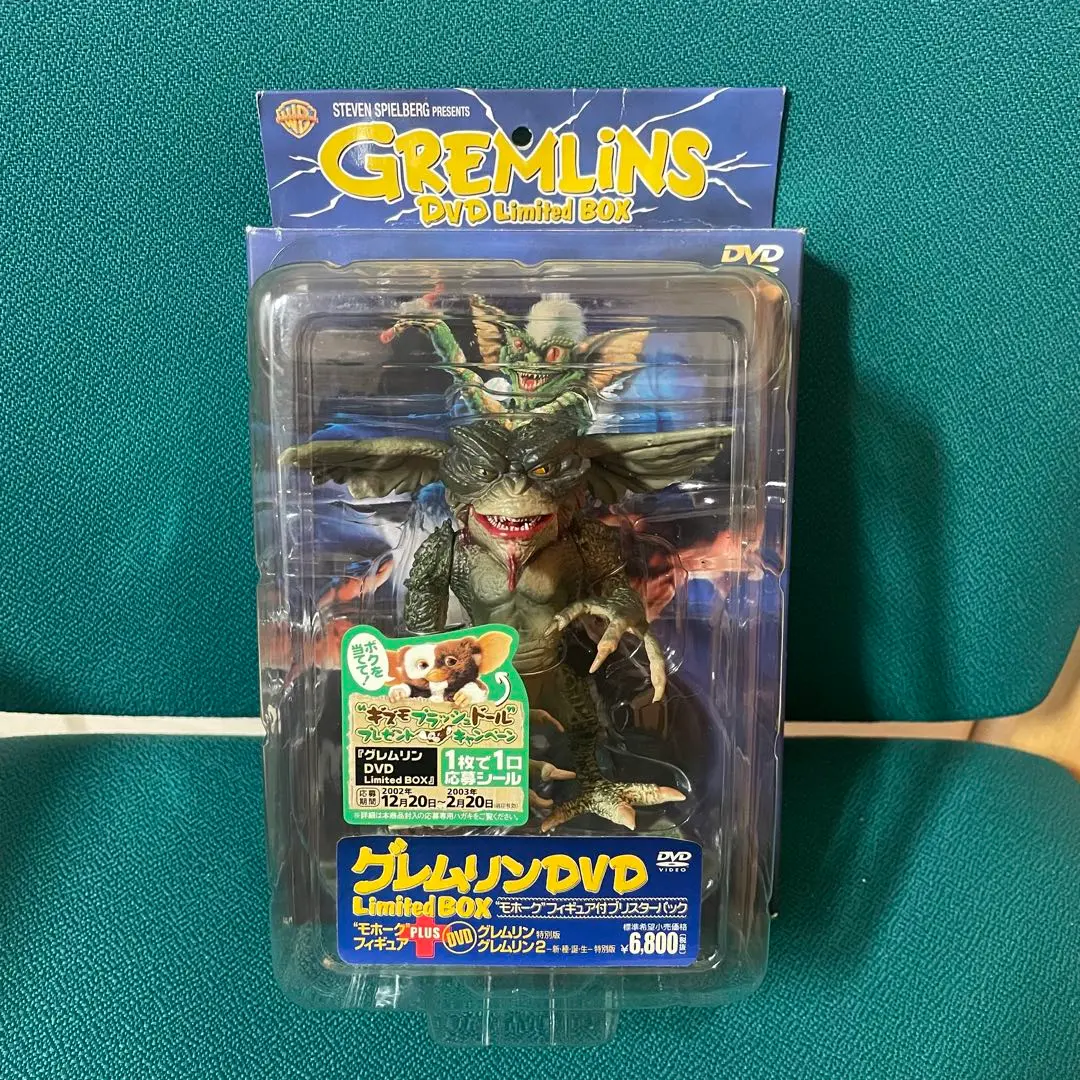 WB
STEVEN SPIELBERG PRESENTS
GREMLiNS
DVD Limited BOX
DVD
ボクを
当てて!
"ギズモプラッシュドール"
プレゼントキャンペーン
『グレムリン
DVD
Limited BOX』
1枚で1口
応募シール
応募
期間
2002年
12月20日~
2003年
2月20日(消印有効)
※詳細は本商品封入の応募専用ハガキをご覧ください。
グレムリンDVD
DVD
VIDEO
Limited BOX
"モホーク"フィギュア付ブリスターパック
"モホーク"
フィギュア
PLUS
DVD
グレムリン 特別版
グレムリン2 -新・種・誕・生- 特別版
標準希望小売価格
¥6,800[税抜]